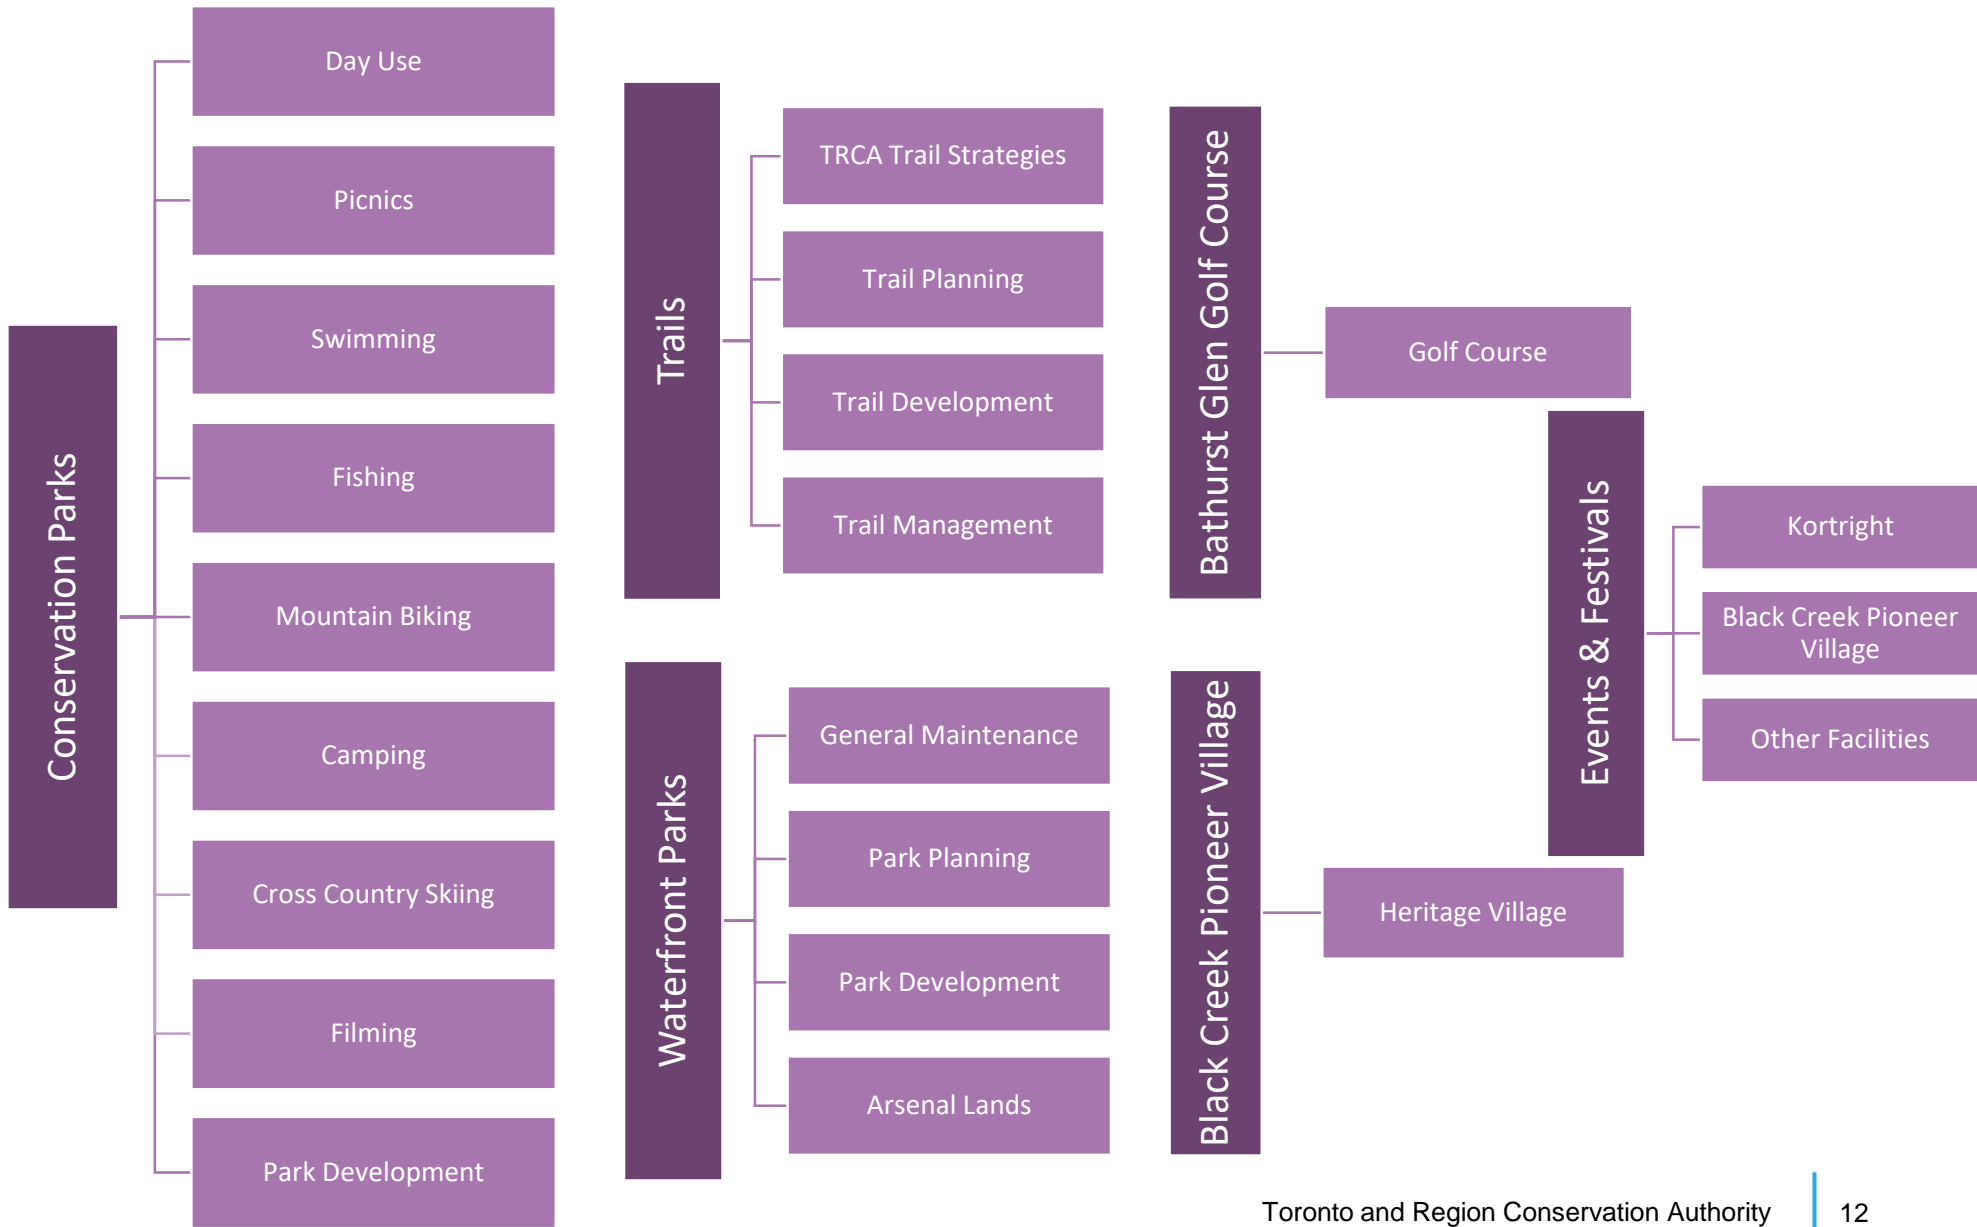 Conservation Parks
Day Use
Picnics
Swimming
Fishing
Mountain Biking
Camping
Cross Country Skiing
Filming
Park Development
Trails
TRCA Trail Strategies
Trail Planning
Trail Development
Trail Management
Waterfront Parks
General Maintenance
Park Planning
Park Development
Arsenal Lands
Bathurst Glen Golf Course
Golf Course
Black Creek Pioneer Village
Heritage Village
Events & Festivals
Kortright
Black Creek Pioneer
Village
Other Facilities
Toronto and Region Conservation Authority
12